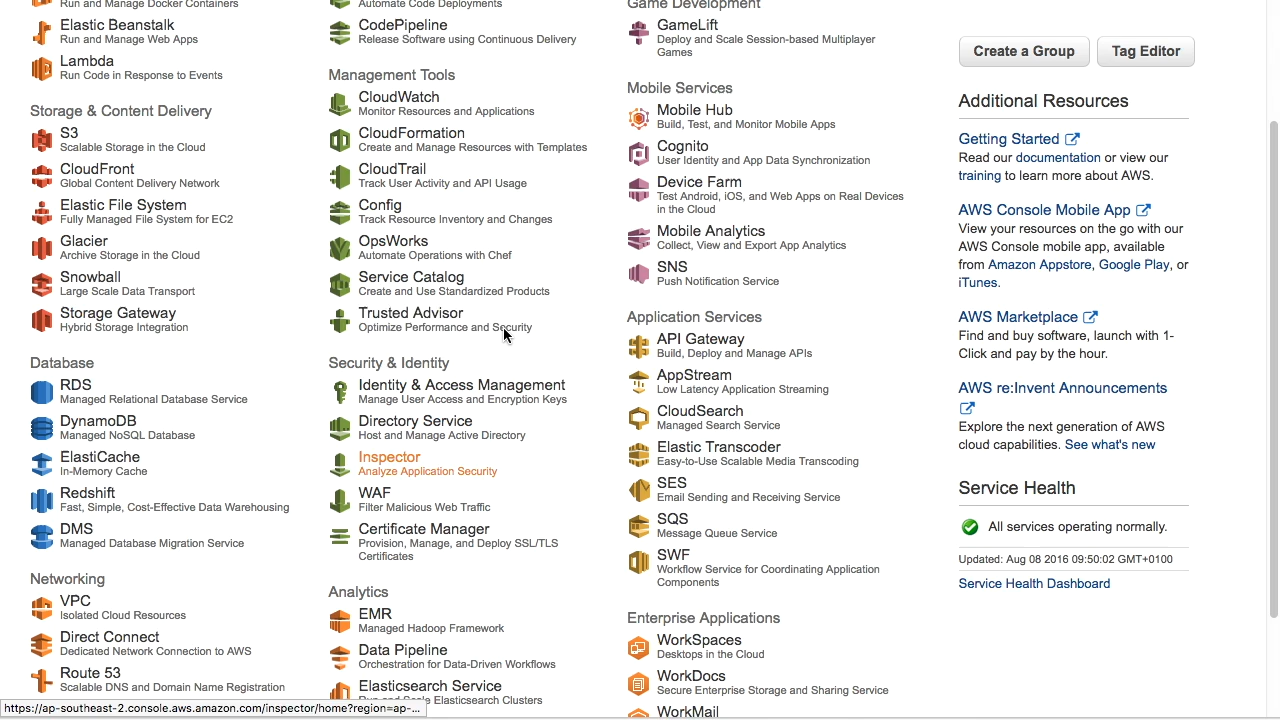 Run and Manage Docker Containers
Elastic Beanstalk
Run and Manage Web Apps
Lambda
Run Code in Response to Events
Storage & Content Delivery
S3
Scalable Storage in the Cloud
CloudFront
Global Content Delivery Network
Elastic File System
Fully Managed File System for EC2
Glacier
Archive Storage in the Cloud
Snowball
Large Scale Data Transport
Storage Gateway
Hybrid Storage Integration
Database
RDS
Managed Relational Database Service
DynamoDB
Managed NoSQL Database
ElastiCache
In-Memory Cache
Redshift
Fast, Simple, Cost-Effective Data Warehousing
DMS
Managed Database Migration Service
Networking
VPC
Isolated Cloud Resources
Direct Connect
Dedicated Network Connection to AWS
Route 53
Scalable DNS and Domain Name Registration
https://ap-southeast-2.console.aws.amazon.com/inspector/home?region=ap-...
Automate Code Deployments
CodePipeline
Release Software using Continuous Delivery
Management Tools
CloudWatch
Monitor Resources and Applications
CloudFormation
Create and Manage Resources with Templates
CloudTrail
Track User Activity and API Usage
Config
Track Resource Inventory and Changes
OpsWorks
Automate Operations with Chef
Service Catalog
Create and Use Standardized Products
Trusted Advisor
Optimize Performance and Security
Security & Identity
Identity & Access Management
Manage User Access and Encryption Keys
Directory Service
Host and Manage Active Directory
Inspector
Analyze Application Security
WAF
Filter Malicious Web Traffic
Certificate Manager
Provision, Manage, and Deploy SSL/TLS
Certificates
Analytics
EMR
Managed Hadoop Framework
Data Pipeline
Orchestration for Data-Driven Workflows
Elasticsearch Service
Run and Scale Elasticsearch Clusters
Game Development
GameLift
Deploy and Scale Session-based Multiplayer
Games
Mobile Services
Mobile Hub
Build, Test, and Monitor Mobile Apps
Cognito
User Identity and App Data Synchronization
Device Farm
Test Android, iOS, and Web Apps on Real Devices
in the Cloud
Mobile Analytics
Collect, View and Export App Analytics
SNS
Push Notification Service
Application Services
API Gateway
Build, Deploy and Manage APIs
AppStream
Low Latency Application Streaming
CloudSearch
Managed Search Service
Elastic Transcoder
Easy-to-Use Scalable Media Transcoding
SES
Email Sending and Receiving Service
SQS
Message Queue Service
SWF
Workflow Service for Coordinating Application
Components
Enterprise Applications
WorkSpaces
Desktops in the Cloud
WorkDocs
Secure Enterprise Storage and Sharing Service
WorkMail
Create a Group
Tag Editor
Additional Resources
Getting Started
Read our documentation or view our
training to learn more about AWS.
AWS Console Mobile App
View your resources on the go with our
AWS Console mobile app, available
from Amazon Appstore, Google Play, or
iTunes.
AWS Marketplace
Find and buy software, launch with 1-
Click and pay by the hour.
AWS re:Invent Announcements
Explore the next generation of AWS
cloud capabilities. See what's new
Service Health
All services operating normally.
Updated: Aug 08 2016 09:50:02 GMT+0100
Service Health Dashboard